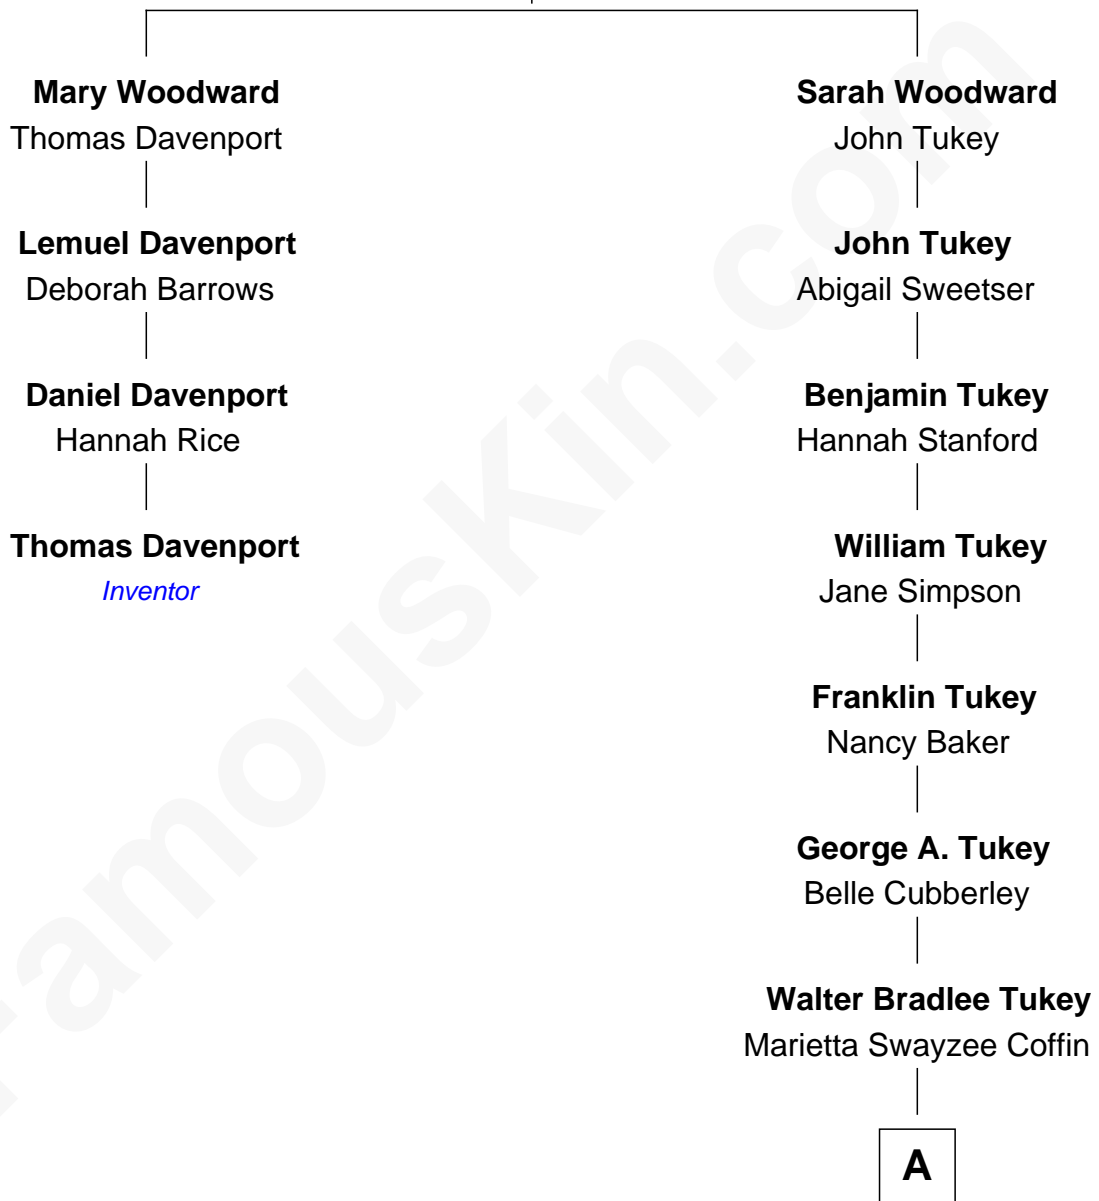 Mary Woodward
Thomas Davenport
Sarah Woodward
John Tukey
Lemuel Davenport
Deborah Barrows
John Tukey
Abigail Sweetser
Daniel Davenport
Hannah Rice
Benjamin Tukey
Hannah Stanford
Thomas Davenport
Inventor
William Tukey
Jane Simpson
Franklin Tukey
Nancy Baker
George A. Tukey
Belle Cubberley
Walter Bradlee Tukey
Marietta Swayzee Coffin
A
FamousKin.com